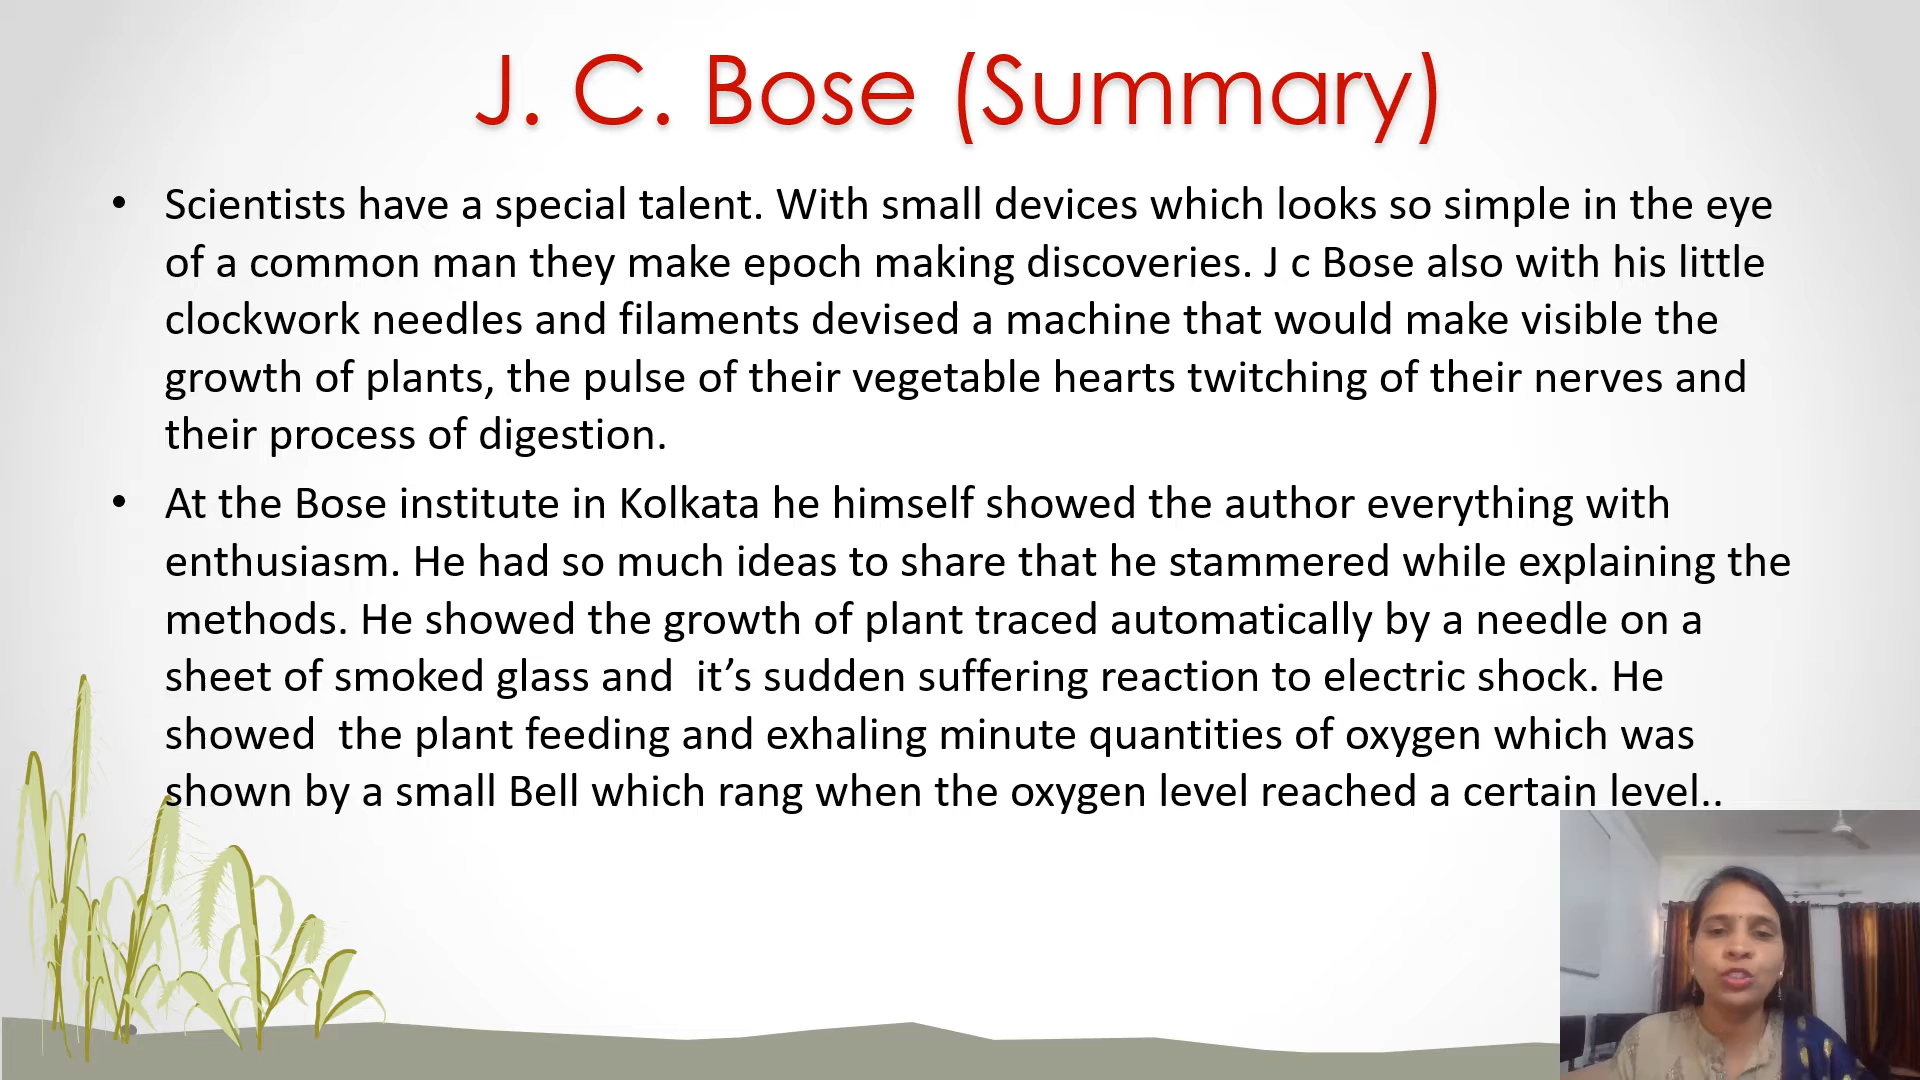 J. C. Bose (Summary)
• Scientists have a special talent. With small devices which looks so simple in the eye
of a common man they make epoch making discoveries. J c Bose also with his little
clockwork needles and filaments devised a machine that would make visible the
growth of plants, the pulse of their vegetable hearts twitching of their nerves and
their process of digestion.
• At the Bose institute in Kolkata he himself showed the author everything with
enthusiasm. He had so much ideas to share that he stammered while explaining the
methods. He showed the growth of plant traced automatically by a needle on a
sheet of smoked glass and  it’s sudden suffering reaction to electric shock. He
showed  the plant feeding and exhaling minute quantities of oxygen which was
shown by a small Bell which rang when the oxygen level reached a certain level..